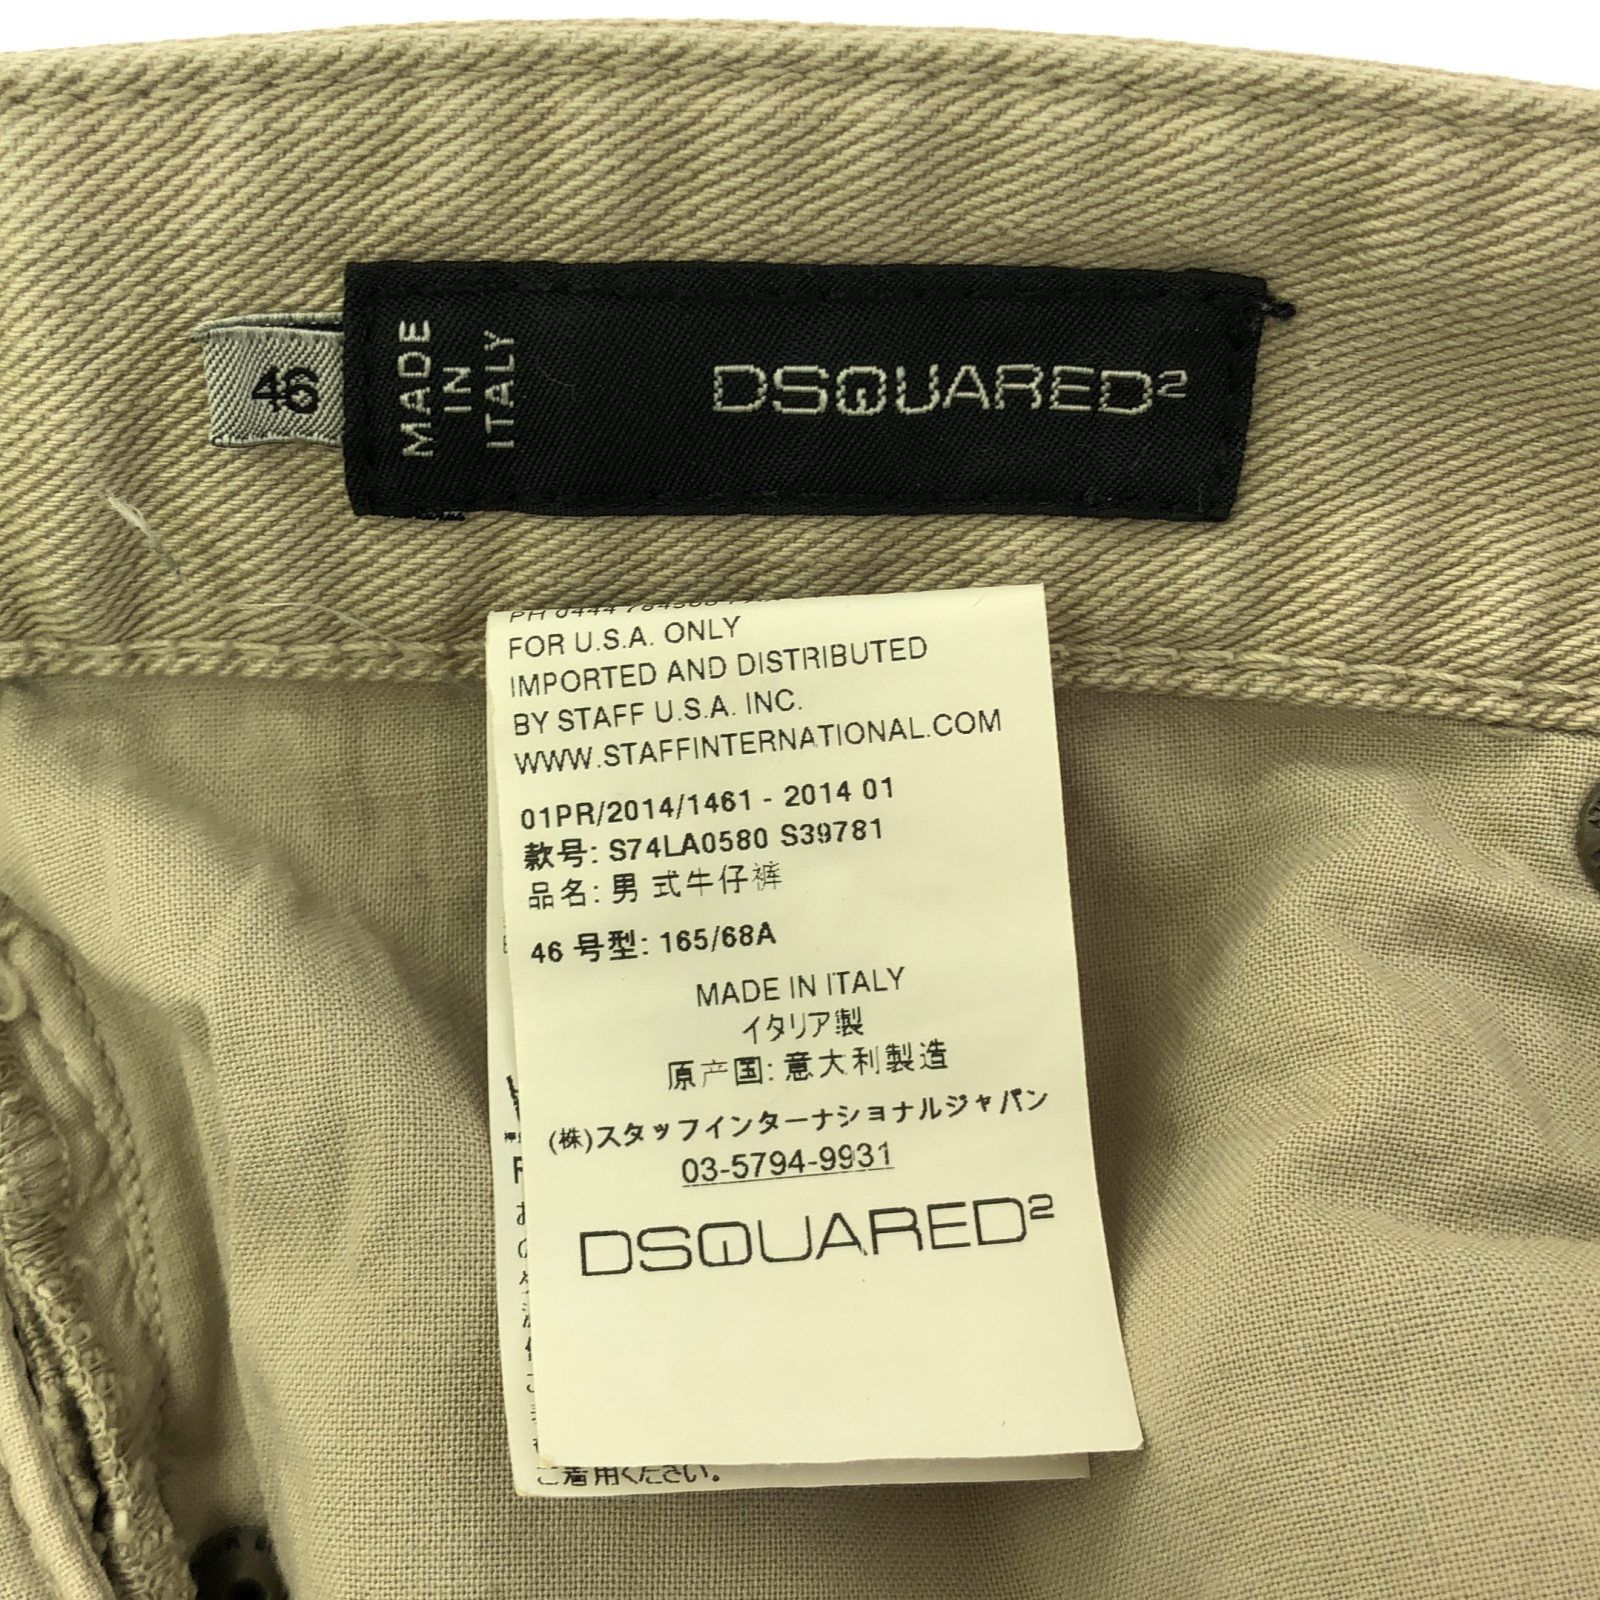 46
MADE
IN
ITALY
DSQUARED2
FOR U.S.A. ONLY
IMPORTED AND DISTRIBUTED
BY STAFF U.S.A. INC.
WWW.STAFFINTERNATIONAL.COM
01PR/2014/1461 - 2014 01
款号: S74LA0580 S39781
品名: 男 式牛仔裤
46 号型: 165/68A
MADE IN ITALY
イタリア製
原产国: 意大利製造
(株)スタッフインターナショナルジャパン
03-5794-9931
DSQUARED2
ご着用ください。